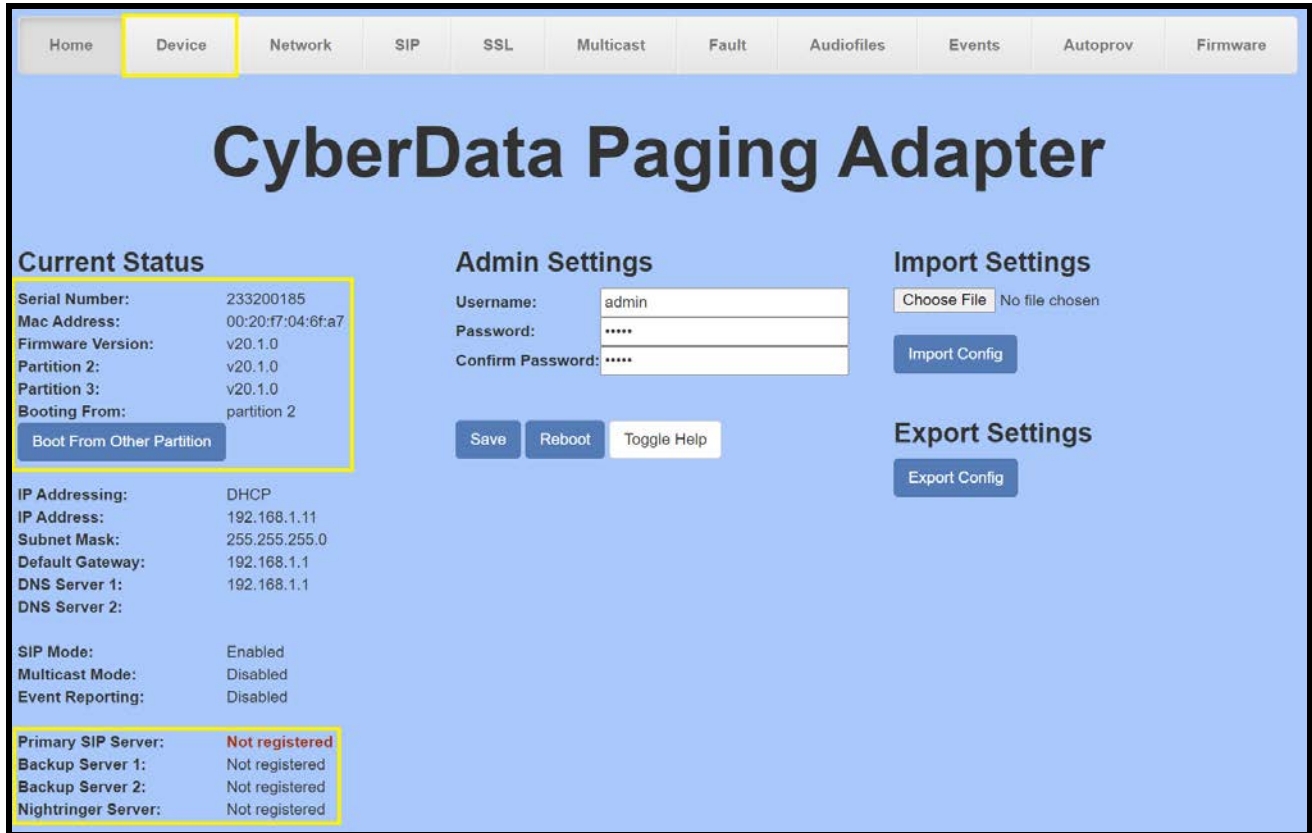 Home Device Network SIP SSL Multicast Fault Audiofiles Events Autoprov Firmware
CyberData Paging Adapter
Current Status
Serial Number: 233200185
Mac Address: 00:20:f7:04:6f:a7
Firmware Version: v20.1.0
Partition 2: v20.1.0
Partition 3: v20.1.0
Booting From: partition 2
Boot From Other Partition
IP Addressing: DHCP
IP Address: 192.168.1.11
Subnet Mask: 255.255.255.0
Default Gateway: 192.168.1.1
DNS Server 1: 192.168.1.1
DNS Server 2:
SIP Mode: Enabled
Multicast Mode: Disabled
Event Reporting: Disabled
Primary SIP Server: Not registered
Backup Server 1: Not registered
Backup Server 2: Not registered
Nightringer Server: Not registered
Admin Settings
Username: admin
Password: •••••
Confirm Password: •••••
Save Reboot Toggle Help
Import Settings
Choose File No file chosen
Import Config
Export Settings
Export Config